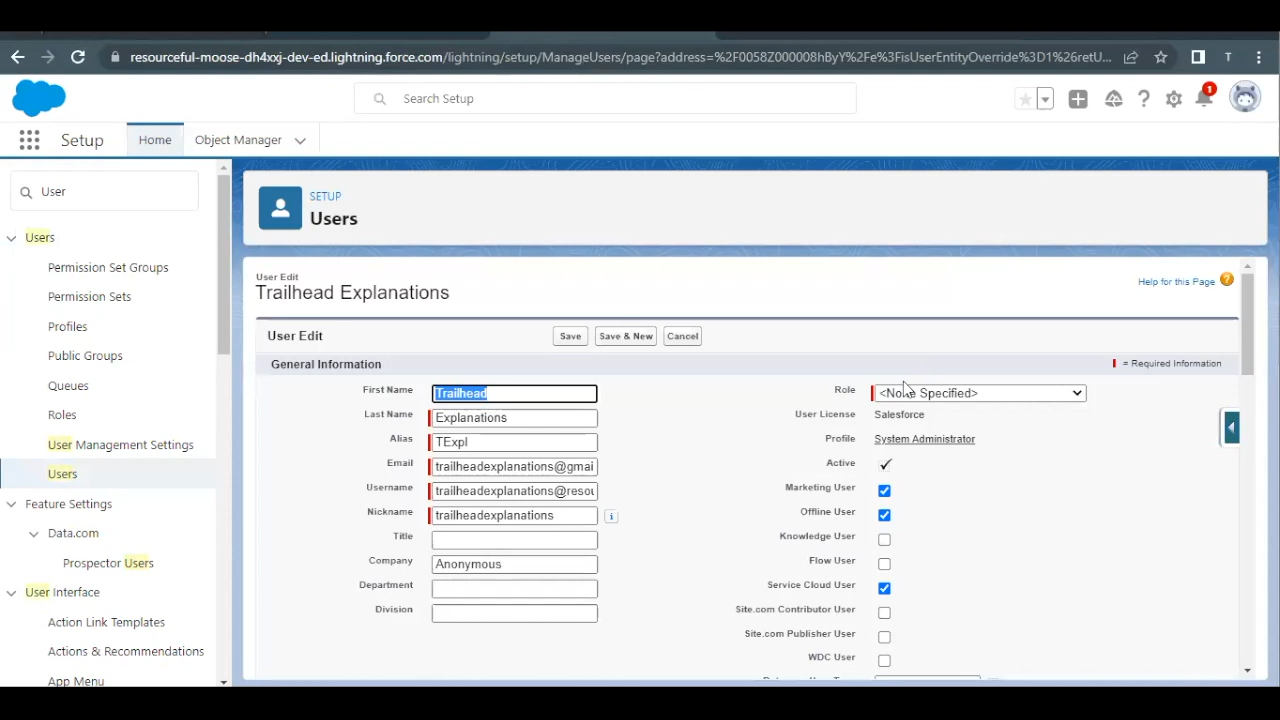 resourceful-moose-dh4xxj-dev-ed.lightning.force.com/lightning/setup/ManageUsers/page?address=%2F0058Z000008hByY%2Fe%3FisUserEntityOverride%3D1%26retU...
T
Search Setup
1
Setup
Home
Object Manager
User
Users
Permission Set Groups
Permission Sets
Profiles
Public Groups
Queues
Roles
User Management Settings
Users
Feature Settings
Data.com
Prospector Users
User Interface
Action Link Templates
Actions & Recommendations
App Menu
SETUP
Users
User Edit
Trailhead Explanations
Help for this Page ?
User Edit
Save
Save & New
Cancel
General Information
= Required Information
First Name Trailhead
Last Name Explanations
Alias TExpl
Email trailheadexplanations@gmai
Username trailheadexplanations@resou
Nickname trailheadexplanations i
Title
Company Anonymous
Department
Division
Role <None Specified>
User License Salesforce
Profile System Administrator
Active
Marketing User
Offline User
Knowledge User
Flow User
Service Cloud User
Site.com Contributor User
Site.com Publisher User
WDC User